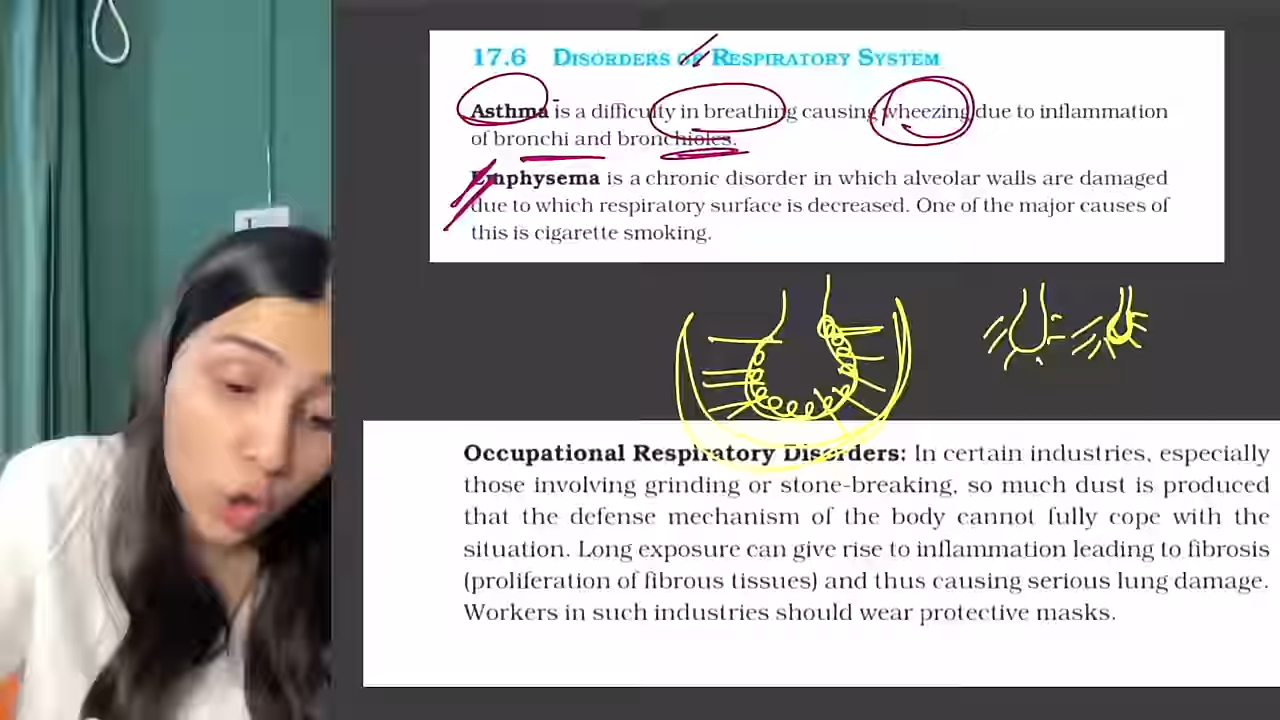 17.6 DISORDERS OF RESPIRATORY SYSTEM
Asthma is a difficulty in breathing causing wheezing due to inflammation
of bronchi and bronchioles.
Emphysema is a chronic disorder in which alveolar walls are damaged
due to which respiratory surface is decreased. One of the major causes of
this is cigarette smoking.
Occupational Respiratory Disorders: In certain industries, especially
those involving grinding or stone-breaking, so much dust is produced
that the defense mechanism of the body cannot fully cope with the
situation. Long exposure can give rise to inflammation leading to fibrosis
(proliferation of fibrous tissues) and thus causing serious lung damage.
Workers in such industries should wear protective masks.